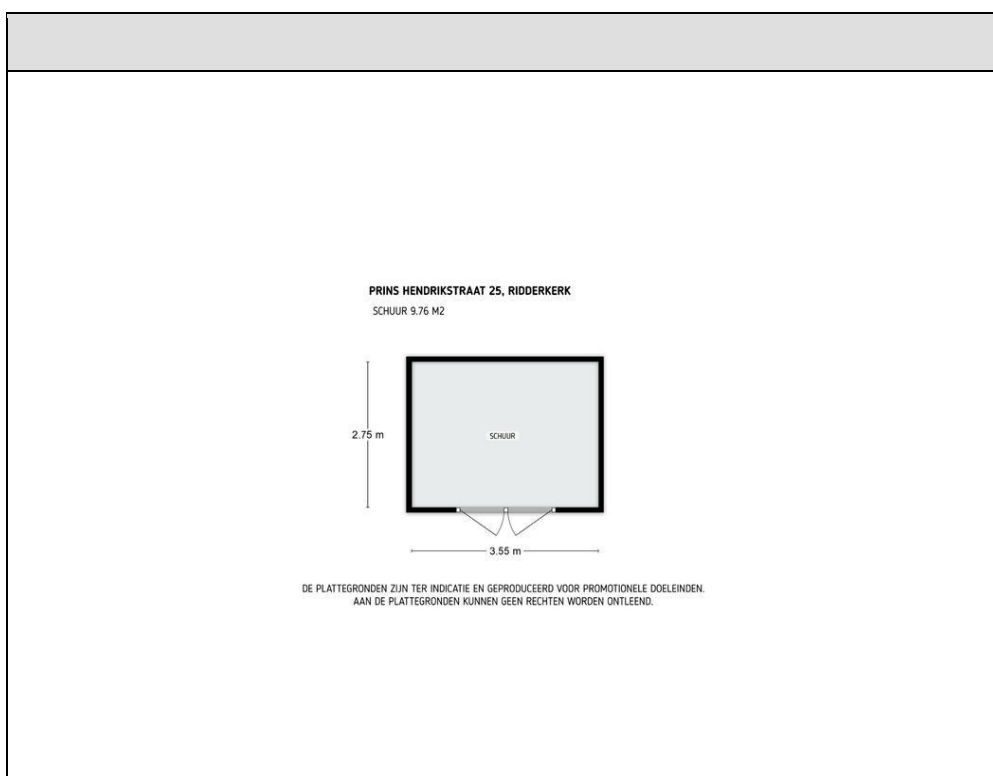 PRINS HENDRIKSTRAAT 25, RIDDERKERK
SCHUUR 9.76 M2
2.75 m
SCHUUR
3.55 m
DE PLATTEGRONDEN ZIJN TER INDICATIE EN GEPRODUCEERD VOOR PROMOTIONELE DOELEINDEN.
AAN DE PLATTEGRONDEN KUNNEN GEEN RECHTEN WORDEN ONTLEEND.